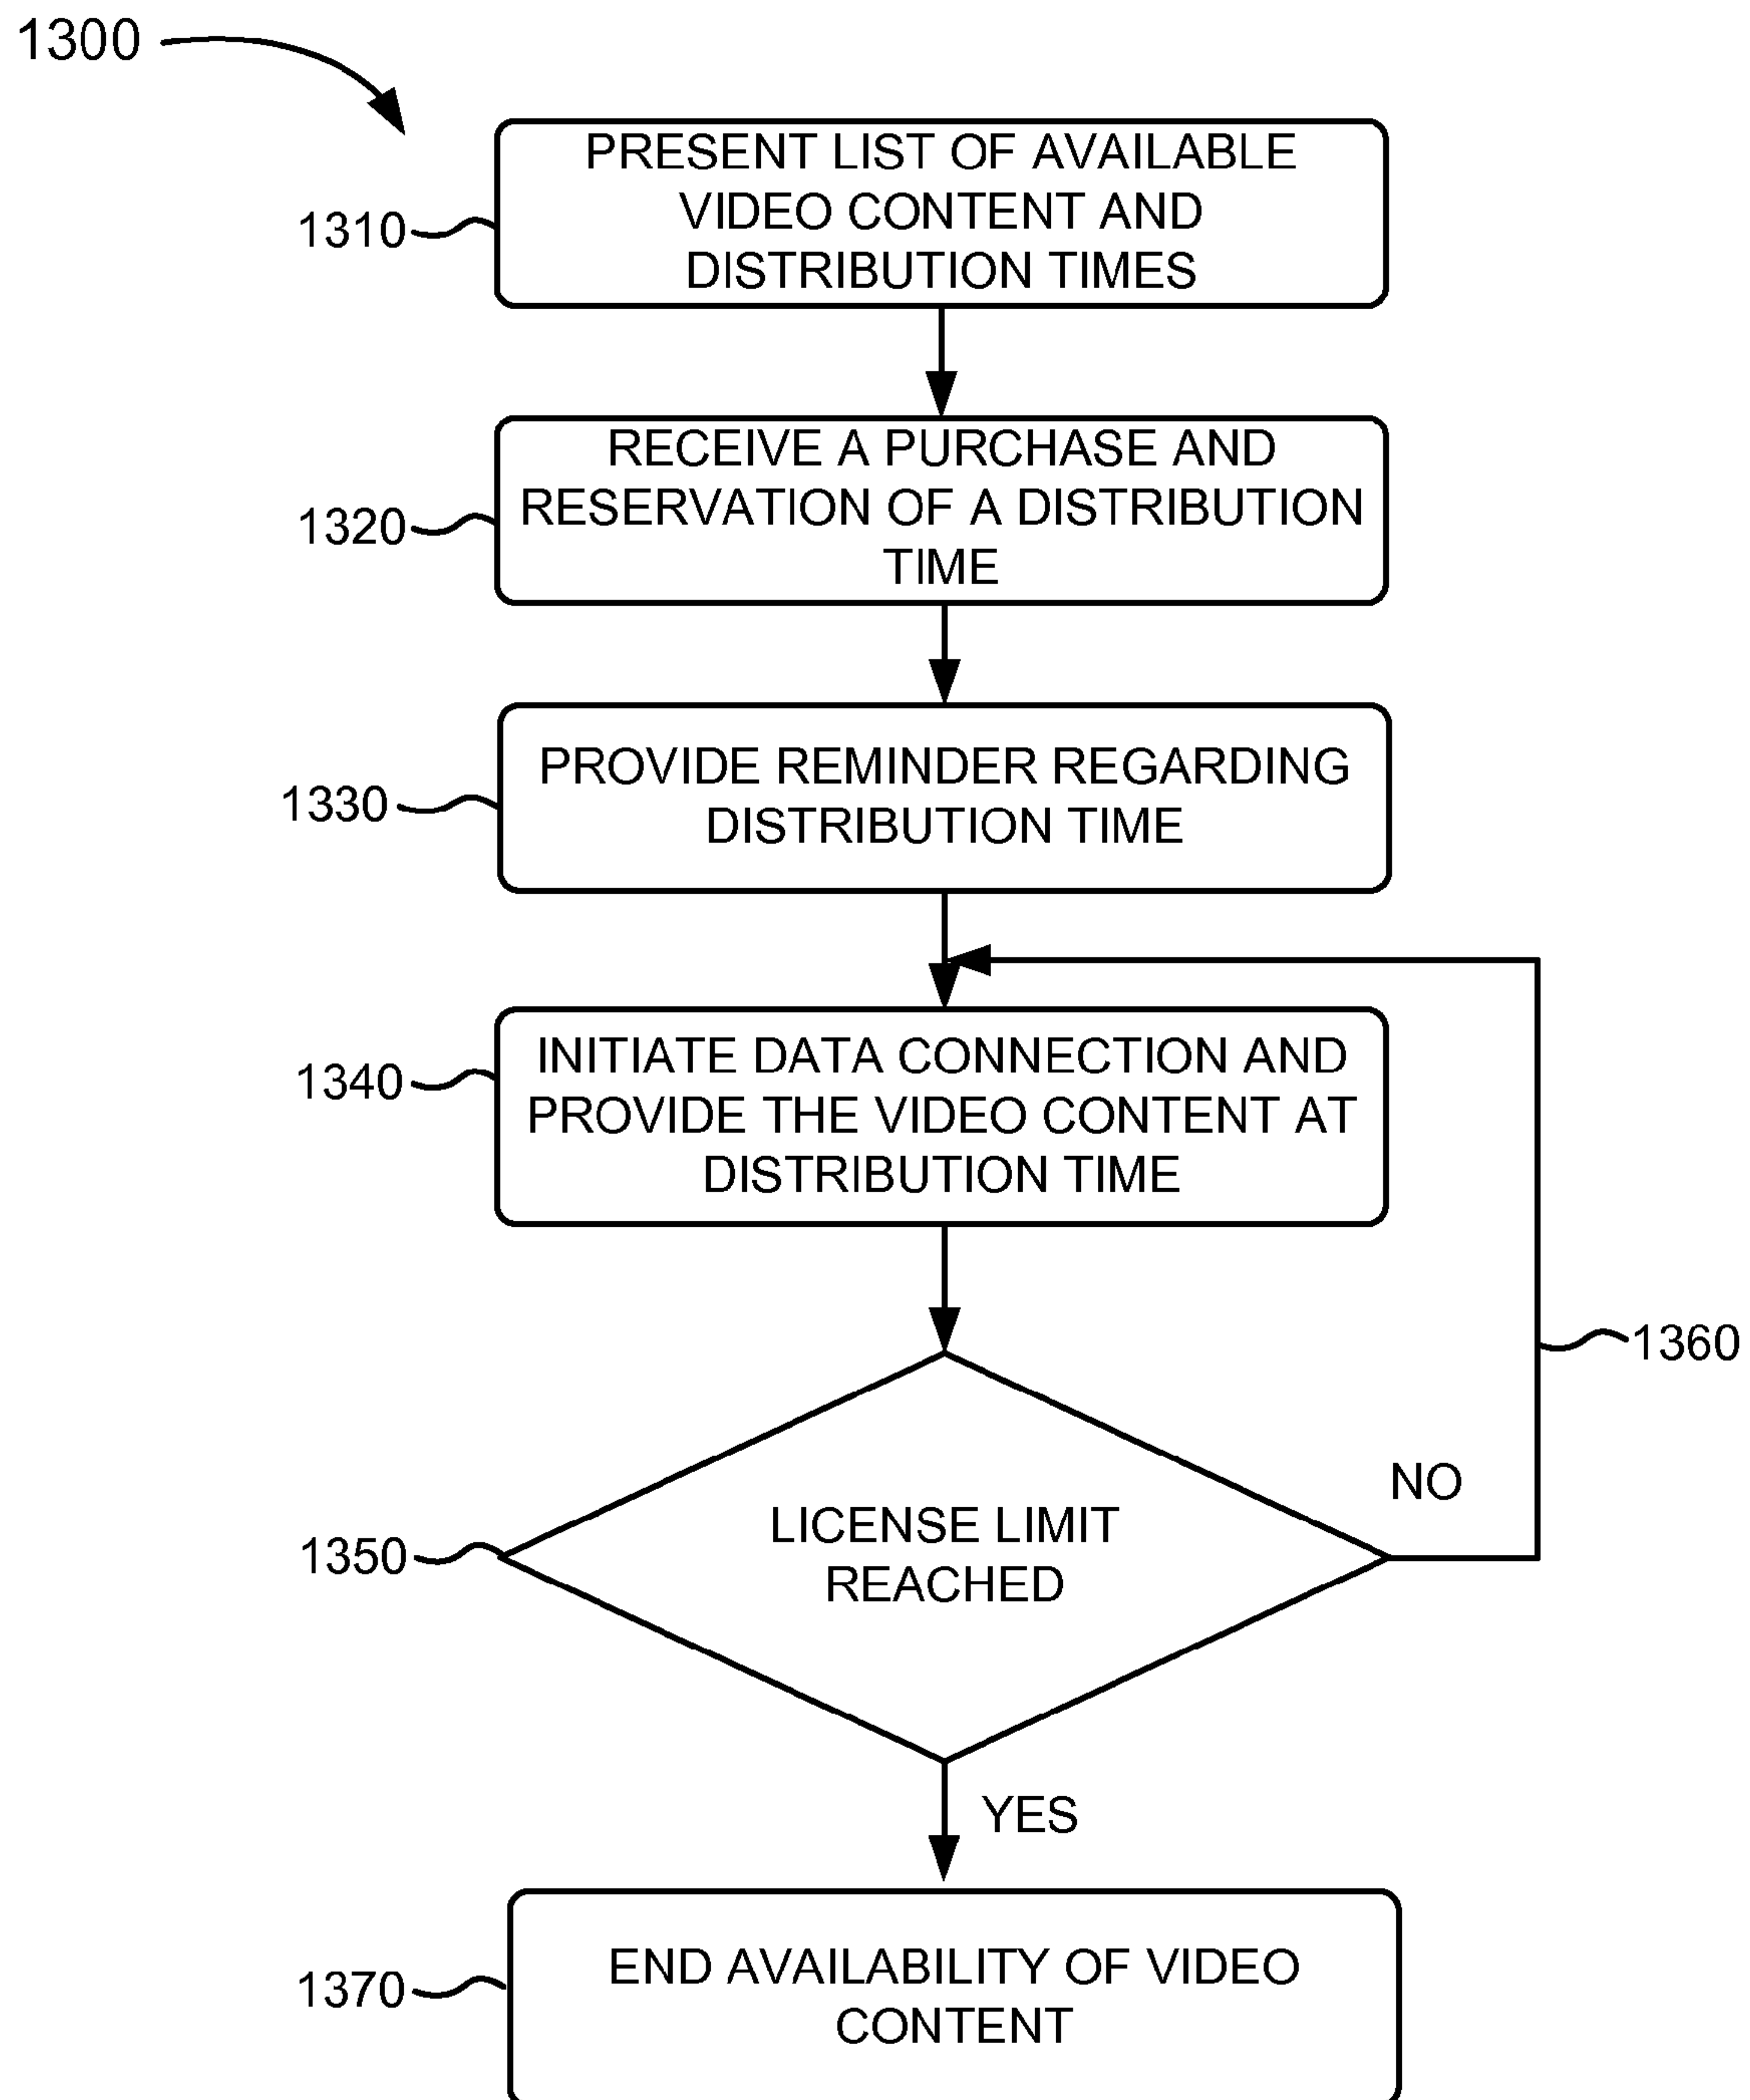 1300
PRESENT LIST OF AVAILABLE
VIDEO CONTENT AND
DISTRIBUTION TIMES
1310
RECEIVE A PURCHASE AND
RESERVATION OF A DISTRIBUTION
TIME
1320
PROVIDE REMINDER REGARDING
DISTRIBUTION TIME
1330
INITIATE DATA CONNECTION AND
PROVIDE THE VIDEO CONTENT AT
DISTRIBUTION TIME
1340
1360
NO
LICENSE LIMIT
REACHED
1350
YES
END AVAILABILITY OF VIDEO
CONTENT
1370